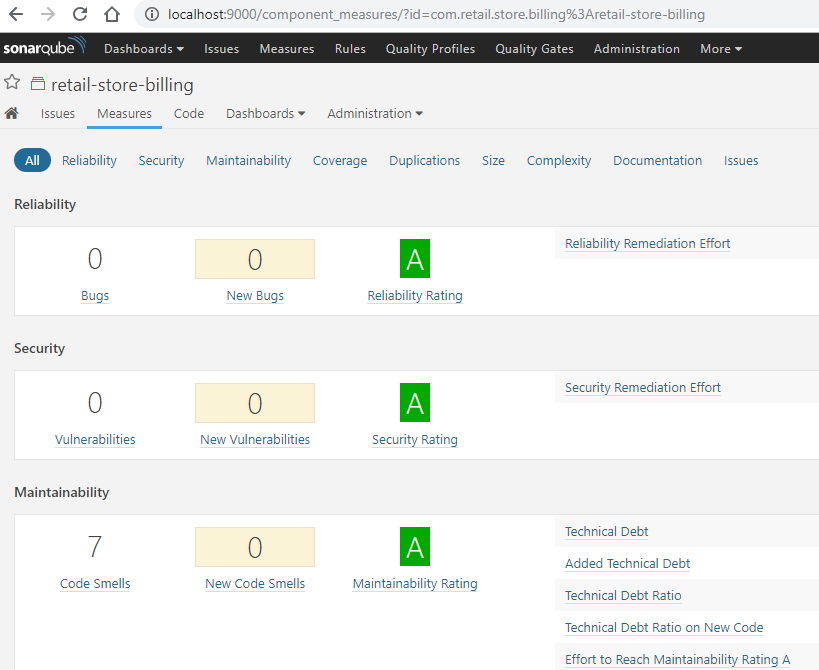 localhost:9000/component_measures/?id=com.retail.store.billing%3Aretail-store-billing
sonarqube Dashboards Issues Measures Rules Quality Profiles Quality Gates Administration More
retail-store-billing
Issues Measures Code Dashboards Administration
All Reliability Security Maintainability Coverage Duplications Size Complexity Documentation Issues
Reliability
0 0 A Reliability Remediation Effort
Bugs New Bugs Reliability Rating
Security
0 0 A Security Remediation Effort
Vulnerabilities New Vulnerabilities Security Rating
Maintainability
7 0 A Technical Debt
Added Technical Debt
Code Smells New Code Smells Maintainability Rating
Technical Debt Ratio
Technical Debt Ratio on New Code
Effort to Reach Maintainability Rating A